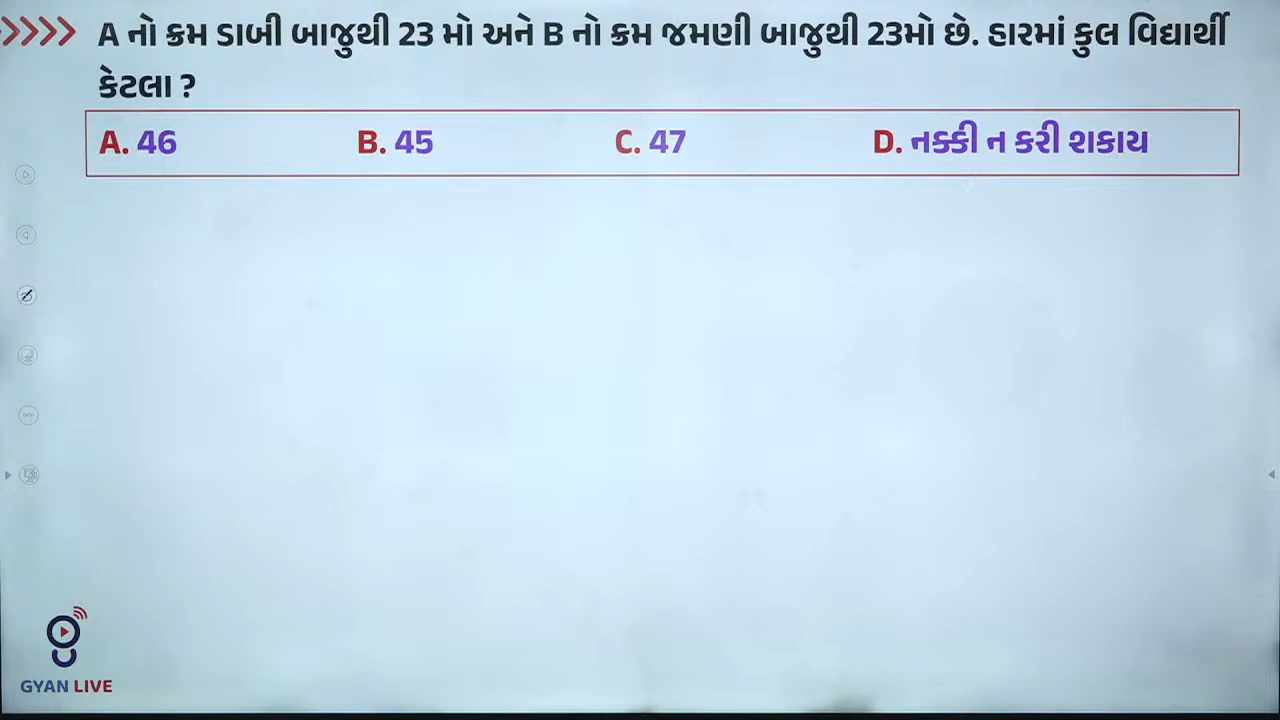 A નો ક્રમ ડાબી બાજુથી 23 મો અને B નો ક્રમ જમણી બાજુથી 23મો છે. હારમાં કુલ વિદ્યાર્થી
કેટલા ?
A. 46 B. 45 C. 47 D. નક્કી ન કરી શકાય
GYAN LIVE